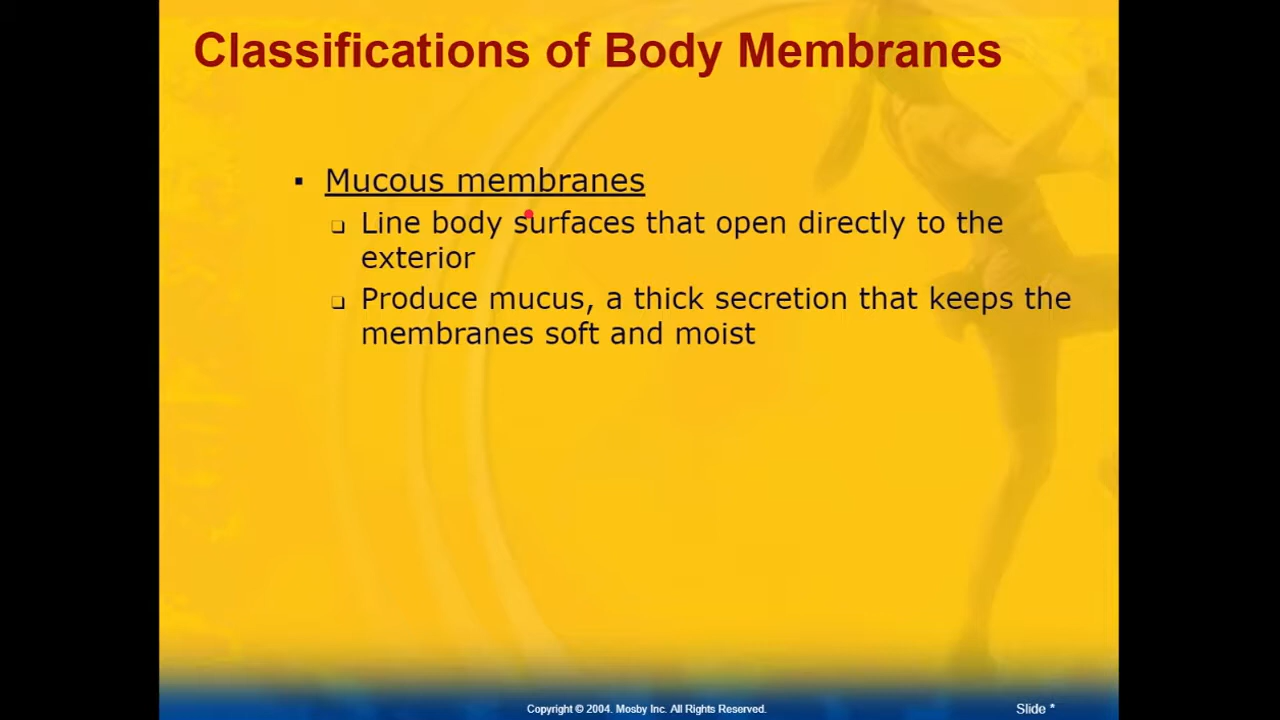 Classifications of Body Membranes
▪ Mucous membranes
❑ Line body surfaces that open directly to the
exterior
❑ Produce mucus, a thick secretion that keeps the
membranes soft and moist
Copyright © 2004. Mosby Inc. All Rights Reserved.
Slide *